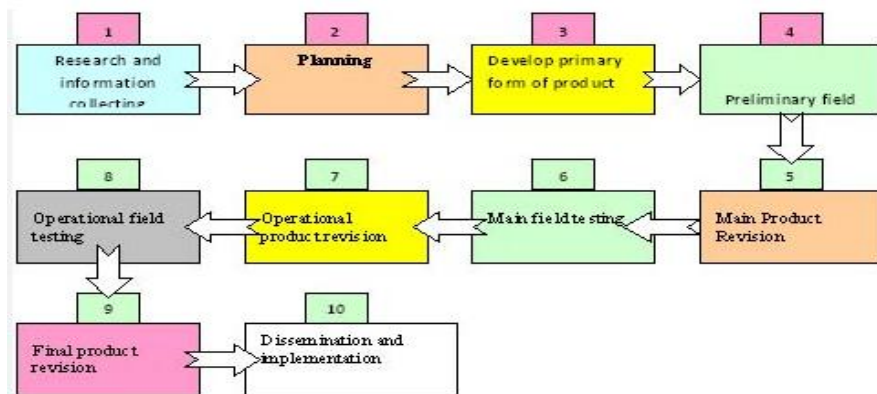 1
Research and
information
collecting
2
Planning
3
Develop primary
form of product
4
Preliminary field
5
Main Product
Revision
6
Main field testing
7
Operational
product revision
8
Operational field
testing
9
Final product
revision
10
Dissemination and
implementation